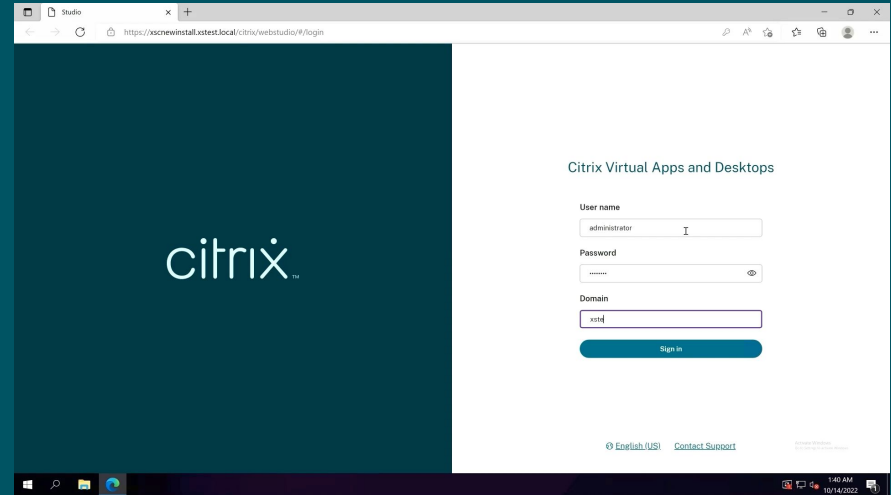 Studio
https://xscnewinstall.xstest.local/citrix/webstudio/#/login
citrix™
Citrix Virtual Apps and Desktops
User name
administrator
Password
••••••••
Domain
xste
Sign in
English (US) Contact Support
1:40 AM
10/14/2022